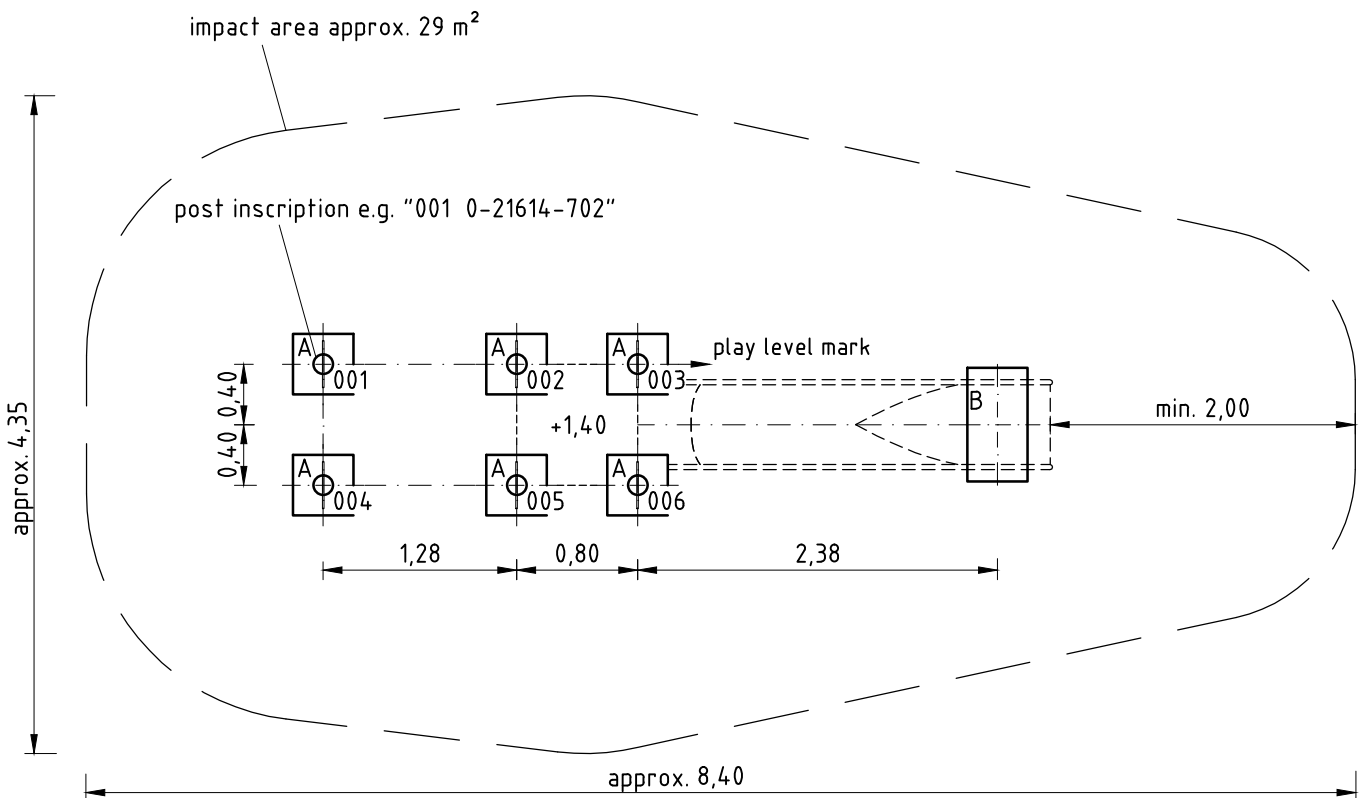 impact area approx. 29 m²
post inscription e.g. "001 0-21614-702"
A
A
A
play level mark
001
002
003
0,40
B
approx. 4,35
+1,40
min. 2,00
0,40
A
A
A
004
005
006
1,28
0,80
2,38
approx. 8,40